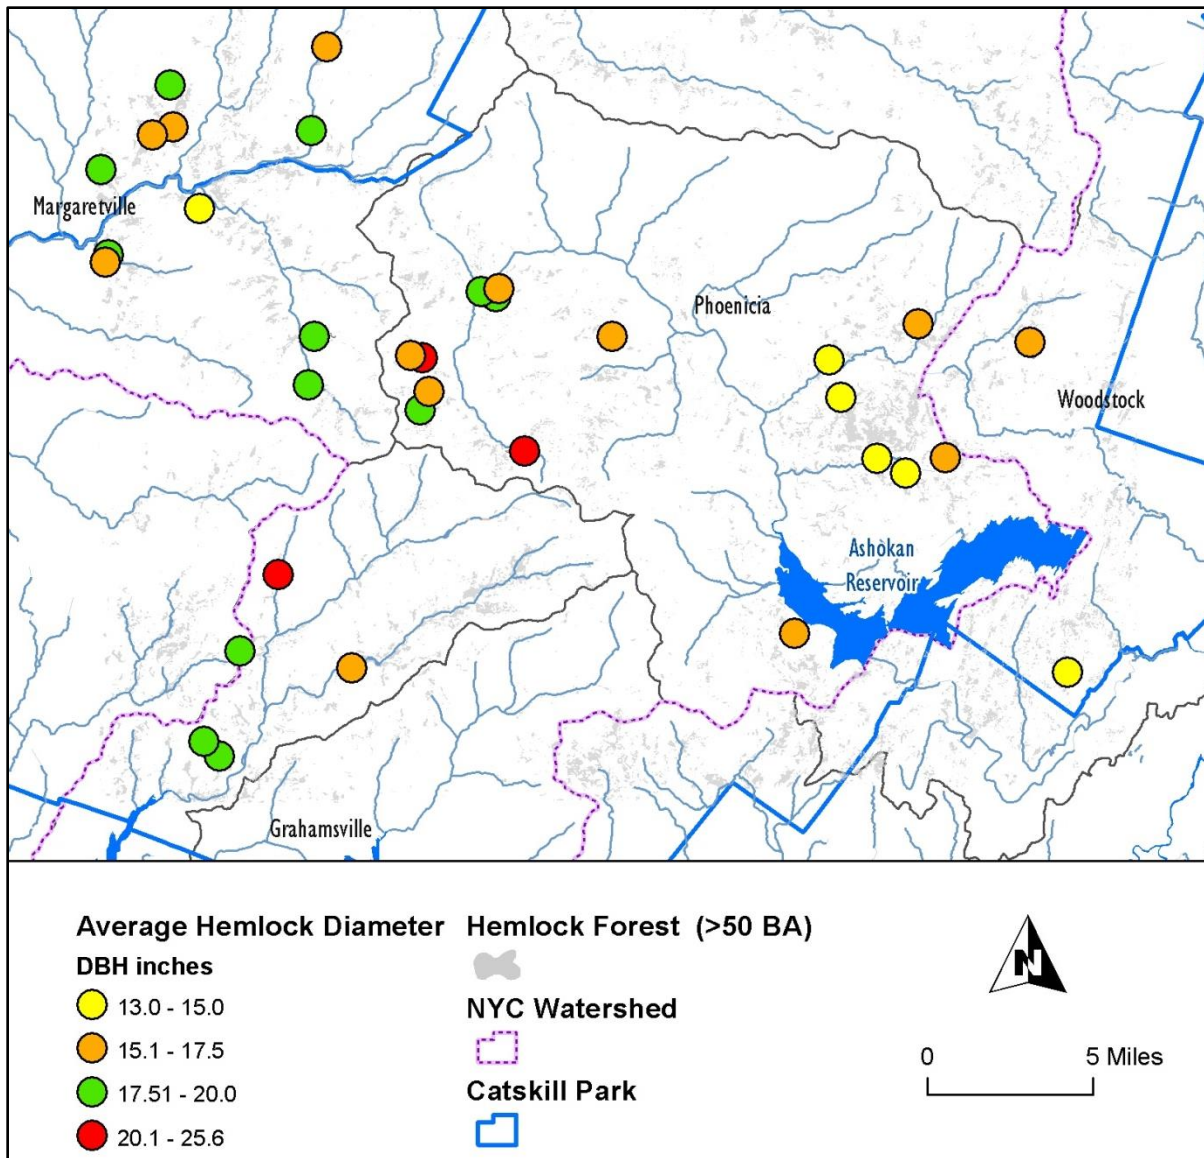 Margaretville
Phoenicia
Woodstock
Ashokan
Reservoir
Grahamsville
Average Hemlock Diameter
DBH inches
13.0 - 15.0
15.1 - 17.5
17.51 - 20.0
20.1 - 25.6
Hemlock Forest (>50 BA)
NYC Watershed
Catskill Park
N
0 5 Miles